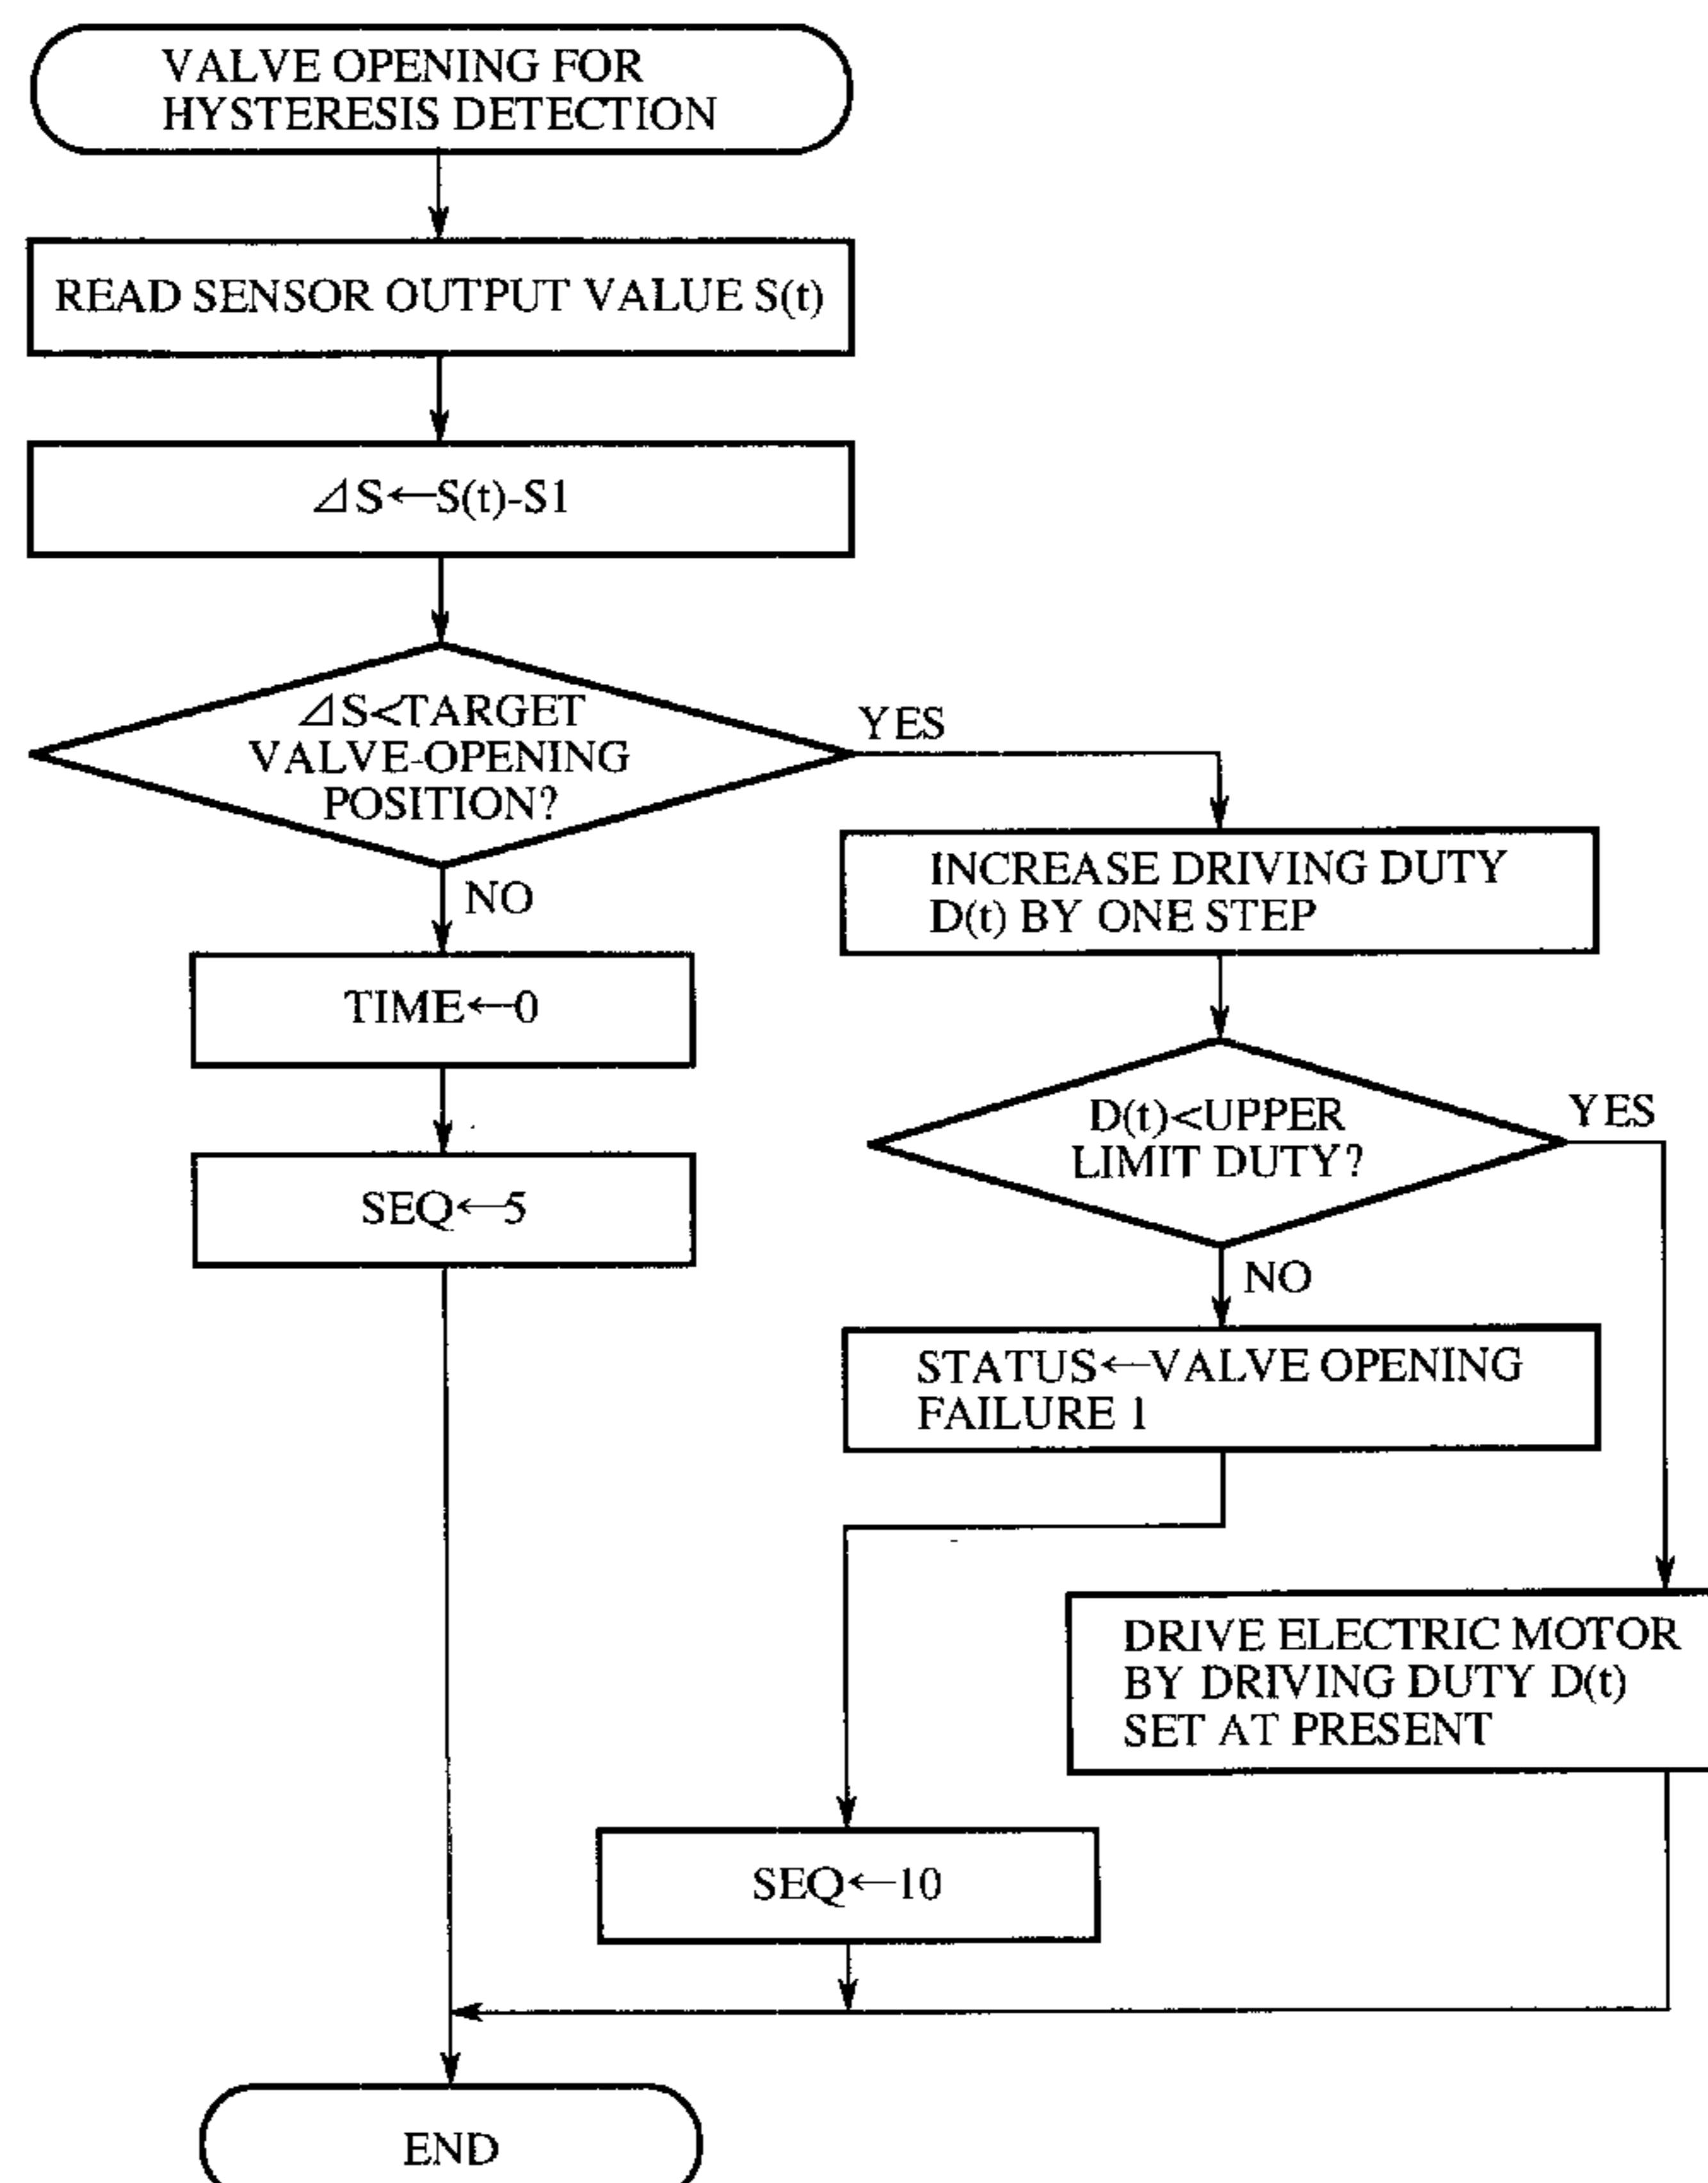 VALVE OPENING FOR
HYSTERESIS DETECTION
READ SENSOR OUTPUT VALUE S(t)
⊿S←S(t)-S1
⊿S<TARGET
VALVE-OPENING
POSITION?
YES
NO
INCREASE DRIVING DUTY
D(t) BY ONE STEP
TIME←0
D(t)<UPPER
LIMIT DUTY?
YES
SEQ←5
NO
STATUS←VALVE OPENING
FAILURE 1
DRIVE ELECTRIC MOTOR
BY DRIVING DUTY D(t)
SET AT PRESENT
SEQ←10
END